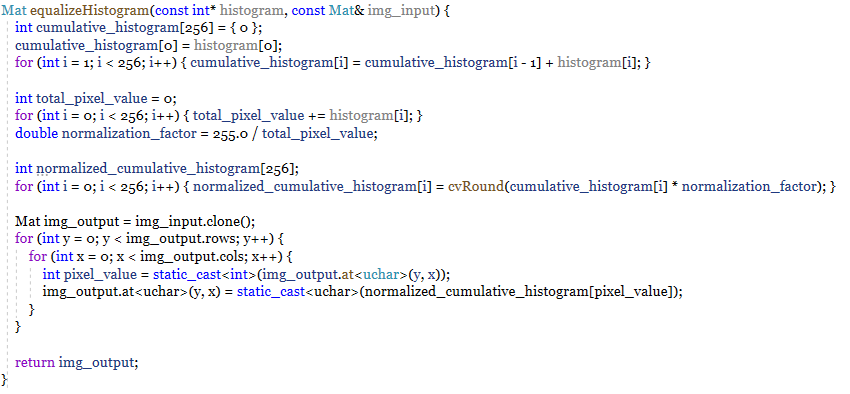 Mat equalizeHistogram(const int* histogram, const Mat& img_input) {
int cumulative_histogram[256] = { 0 };
cumulative_histogram[0] = histogram[0];
for (int i = 1; i < 256; i++) { cumulative_histogram[i] = cumulative_histogram[i - 1] + histogram[i]; }
int total_pixel_value = 0;
for (int i = 0; i < 256; i++) { total_pixel_value += histogram[i]; }
double normalization_factor = 255.0 / total_pixel_value;
int normalized_cumulative_histogram[256];
for (int i = 0; i < 256; i++) { normalized_cumulative_histogram[i] = cvRound(cumulative_histogram[i] * normalization_factor); }
Mat img_output = img_input.clone();
for (int y = 0; y < img_output.rows; y++) {
for (int x = 0; x < img_output.cols; x++) {
int pixel_value = static_cast<int>(img_output.at<uchar>(y, x));
img_output.at<uchar>(y, x) = static_cast<uchar>(normalized_cumulative_histogram[pixel_value]);
}
}
return img_output;
}